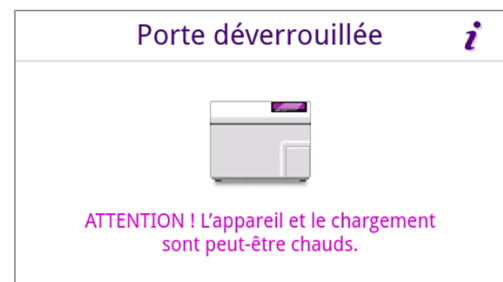 Porte déverrouillée
i
ATTENTION ! L’appareil et le chargement
sont peut-être chauds.